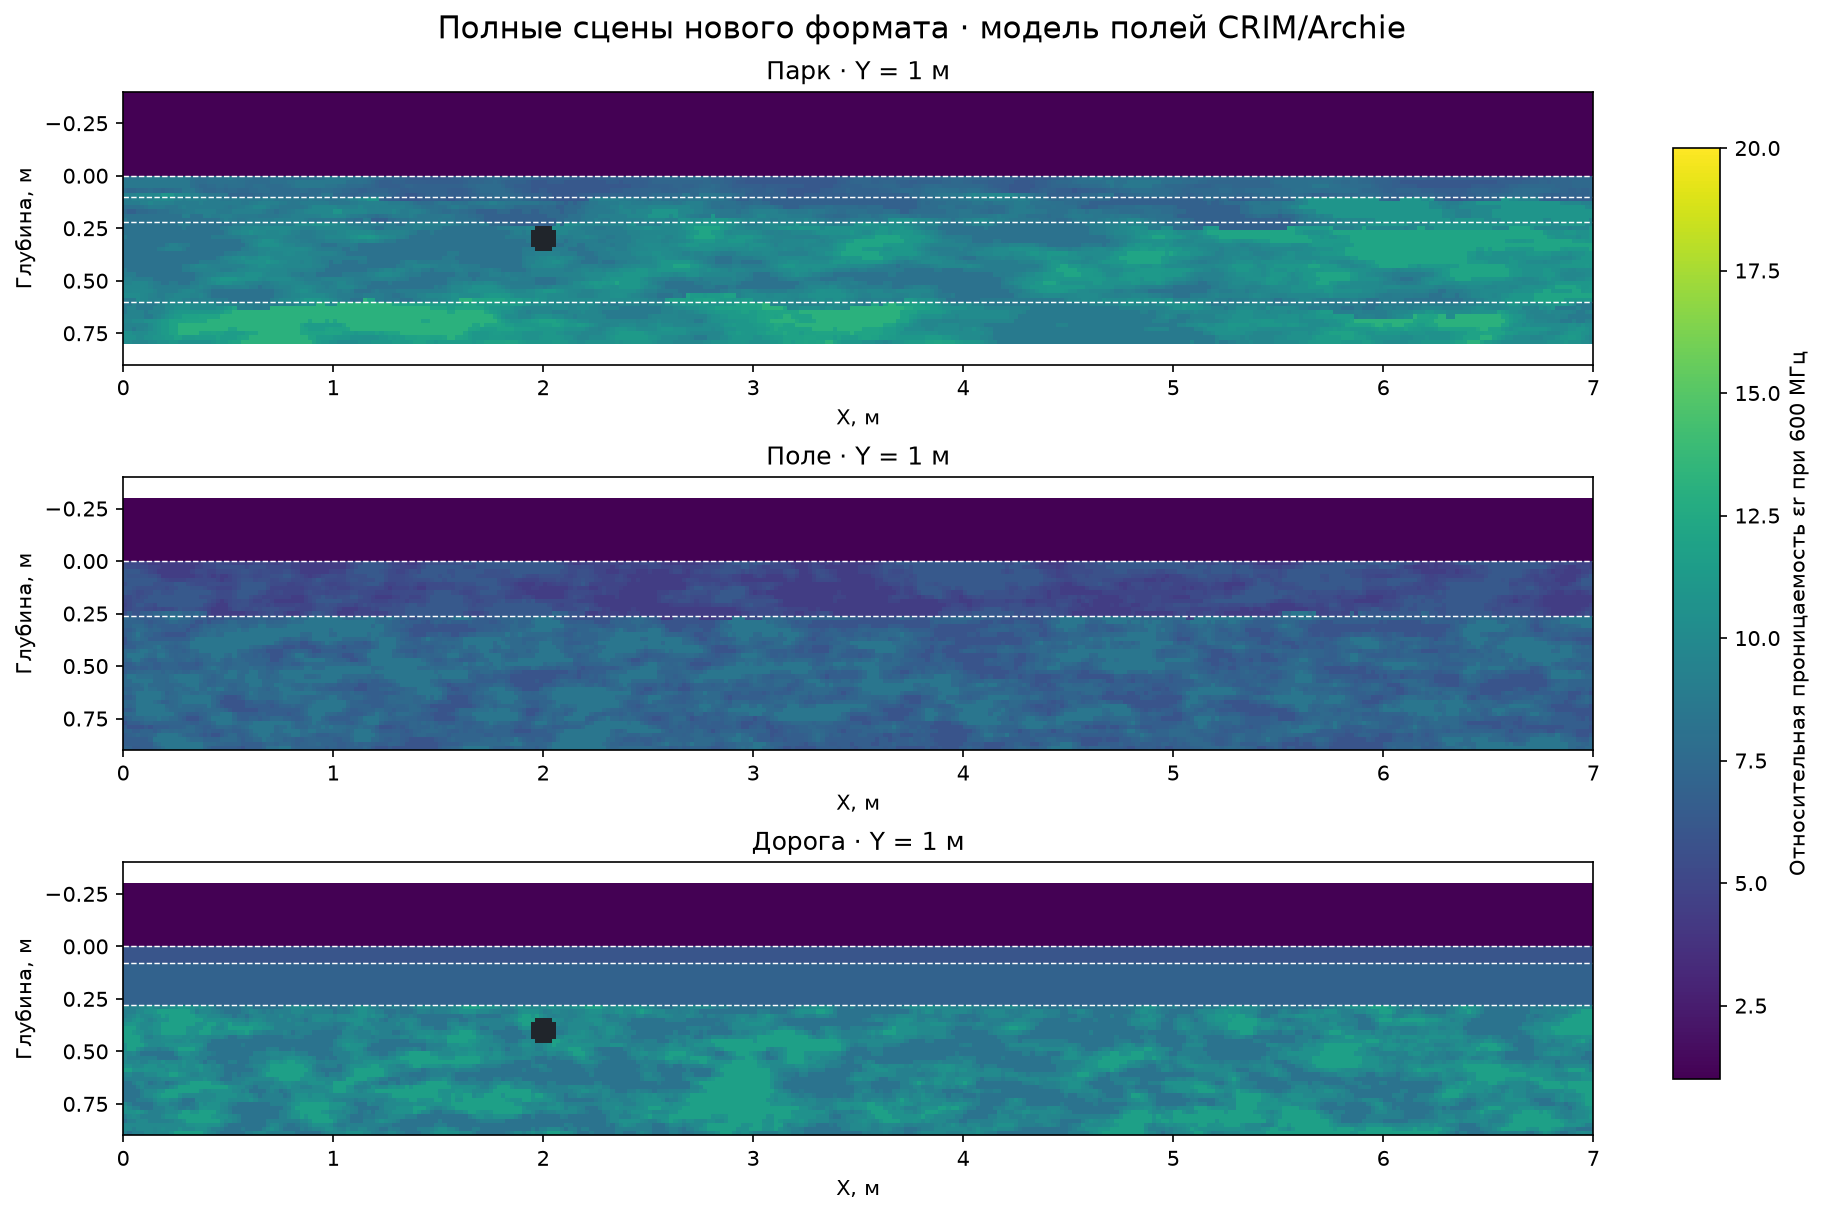 Полные сцены нового формата · модель полей CRIM/Archie
Парк · Y = 1 м
−0.25
0.00
0.25
0.50
0.75
Глубина, м
0 1 2 3 4 5 6 7
X, м
Поле · Y = 1 м
−0.25
0.00
0.25
0.50
0.75
Глубина, м
0 1 2 3 4 5 6 7
X, м
Дорога · Y = 1 м
−0.25
0.00
0.25
0.50
0.75
Глубина, м
0 1 2 3 4 5 6 7
X, м
20.0
17.5
15.0
12.5
10.0
7.5
5.0
2.5
Относительная проницаемость εr при 600 МГц